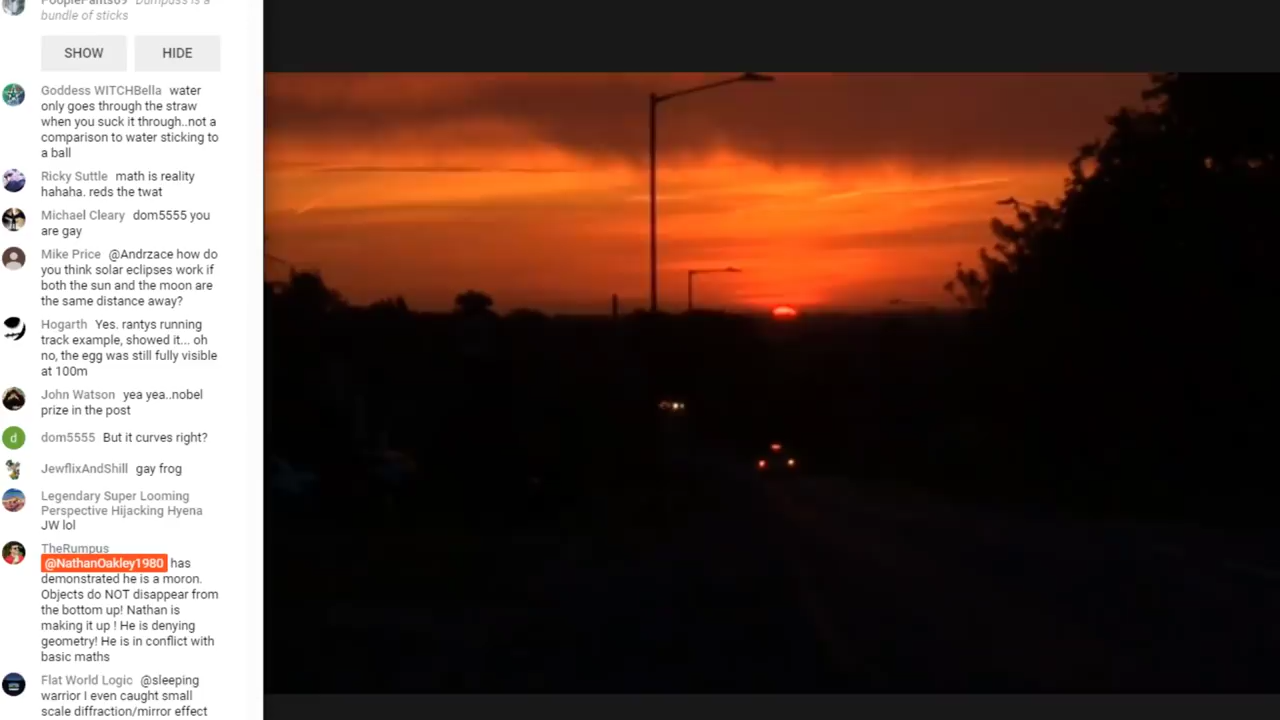 PoopiePants69 Dumpass is a
bundle of sticks
SHOW HIDE
Goddess WITCHBella water
only goes through the straw
when you suck it through..not a
comparison to water sticking to
a ball
Ricky Suttle math is reality
hahaha. reds the twat
Michael Cleary dom5555 you
are gay
Mike Price @Andrzace how do
you think solar eclipses work if
both the sun and the moon are
the same distance away?
Hogarth Yes. rantys running
track example, showed it... oh
no, the egg was still fully visible
at 100m
John Watson yea yea..nobel
prize in the post
d dom5555 But it curves right?
JewflixAndShill gay frog
Legendary Super Looming
Perspective Hijacking Hyena
JW lol
TheRumpus
@NathanOakley1980 has
demonstrated he is a moron.
Objects do NOT disappear from
the bottom up! Nathan is
making it up ! He is denying
geometry! He is in conflict with
basic maths
Flat World Logic @sleeping
warrior I even caught small
scale diffraction/mirror effect